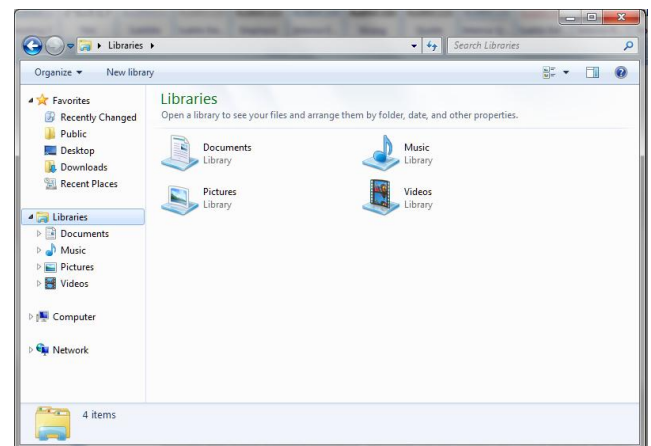 Libraries
Search Libraries
Organize
New library
Favorites
Recently Changed
Public
Desktop
Downloads
Recent Places
Libraries
Documents
Music
Pictures
Videos
Computer
Network
Libraries
Open a library to see your files and arrange them by folder, date, and other properties.
Documents
Library
Music
Library
Pictures
Library
Videos
Library
4 items